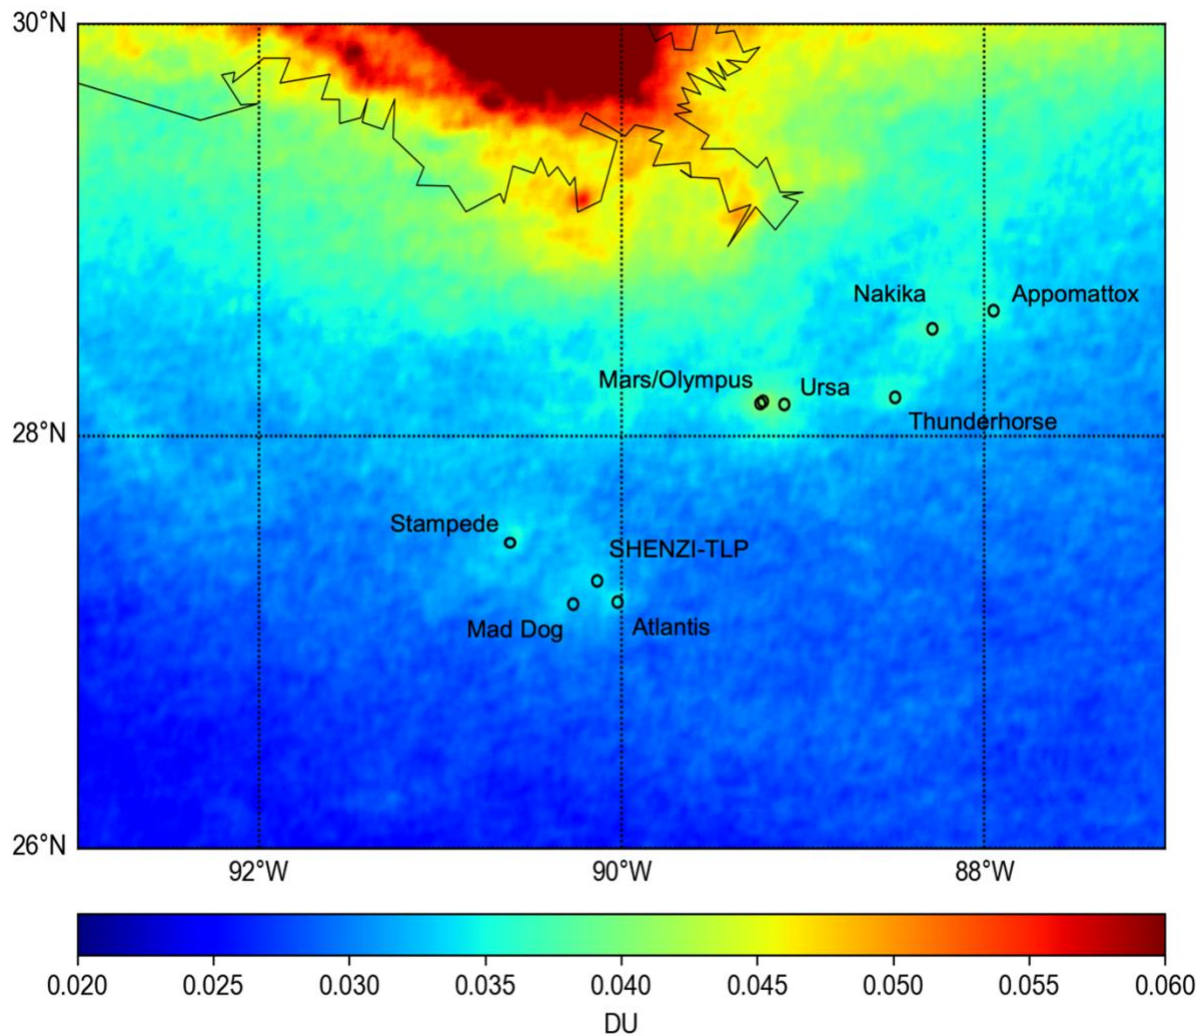 30°N
Nakika
Appomattox
Mars/Olympus
Ursa
Thunderhorse
28°N
Stampede
SHENZI-TLP
Mad Dog
Atlantis
26°N
92°W
90°W
88°W
0.020
0.025
0.030
0.035
0.040
0.045
0.050
0.055
0.060
DU